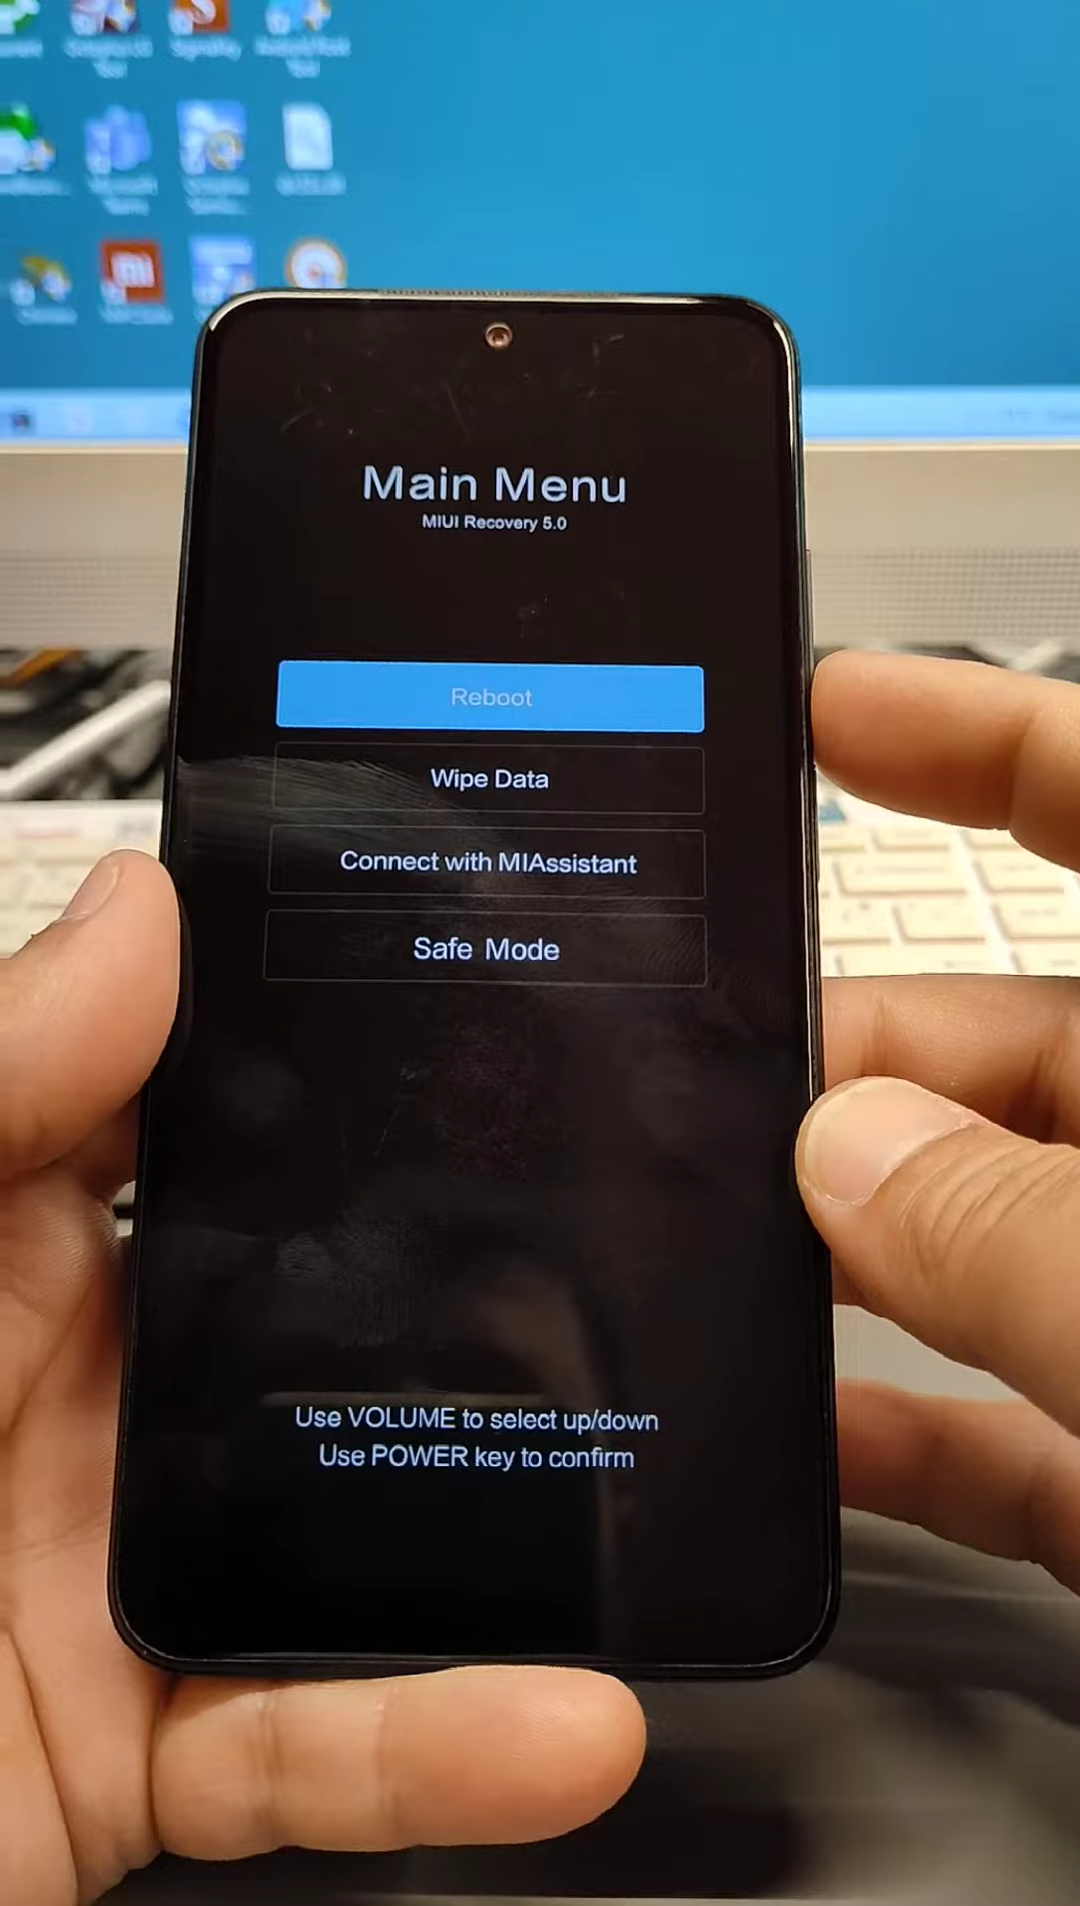 mi
Main Menu
MIUI Recovery 5.0
Reboot
Wipe Data
Connect with MIAssistant
Safe Mode
Use VOLUME to select up/down
Use POWER key to confirm